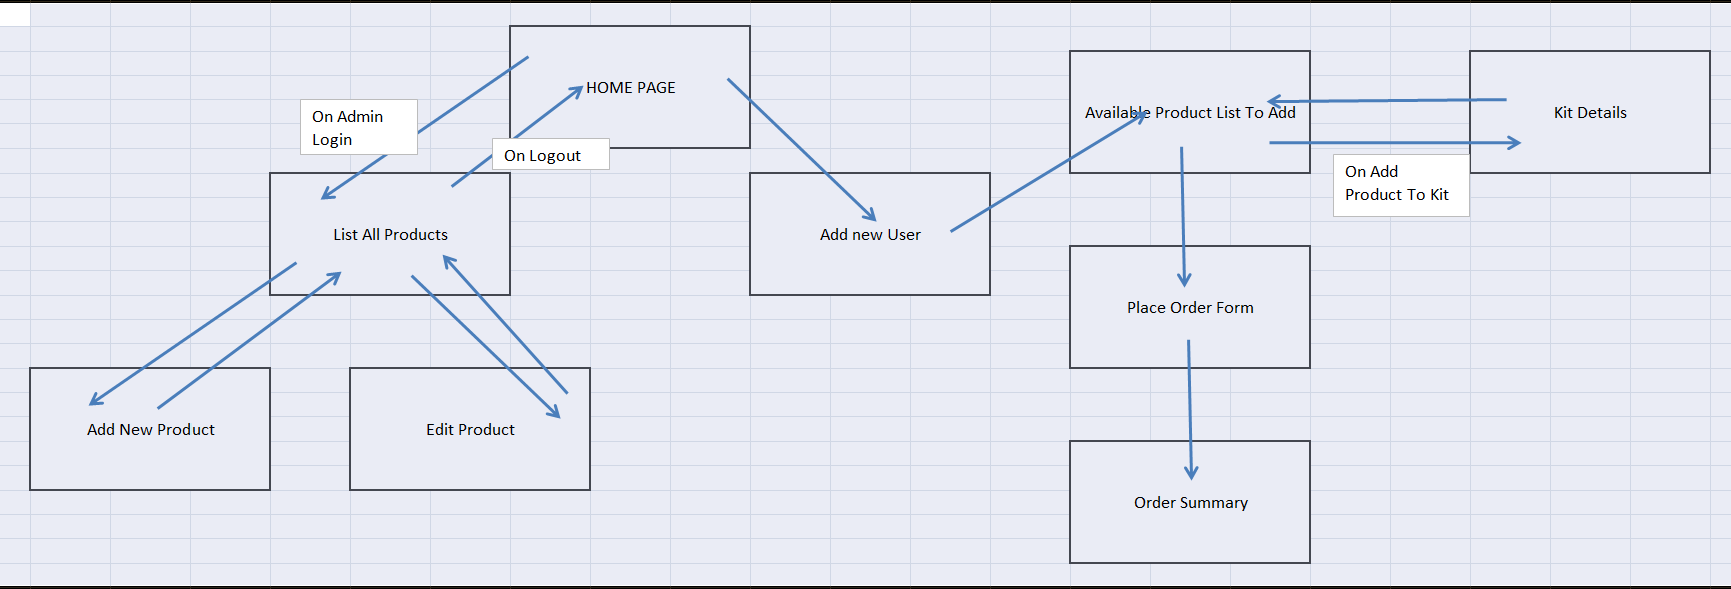 HOME PAGE
On Admin
Login
On Logout
Available Product List To Add
Kit Details
On Add
Product To Kit
List All Products
Add new User
Place Order Form
Add New Product
Edit Product
Order Summary